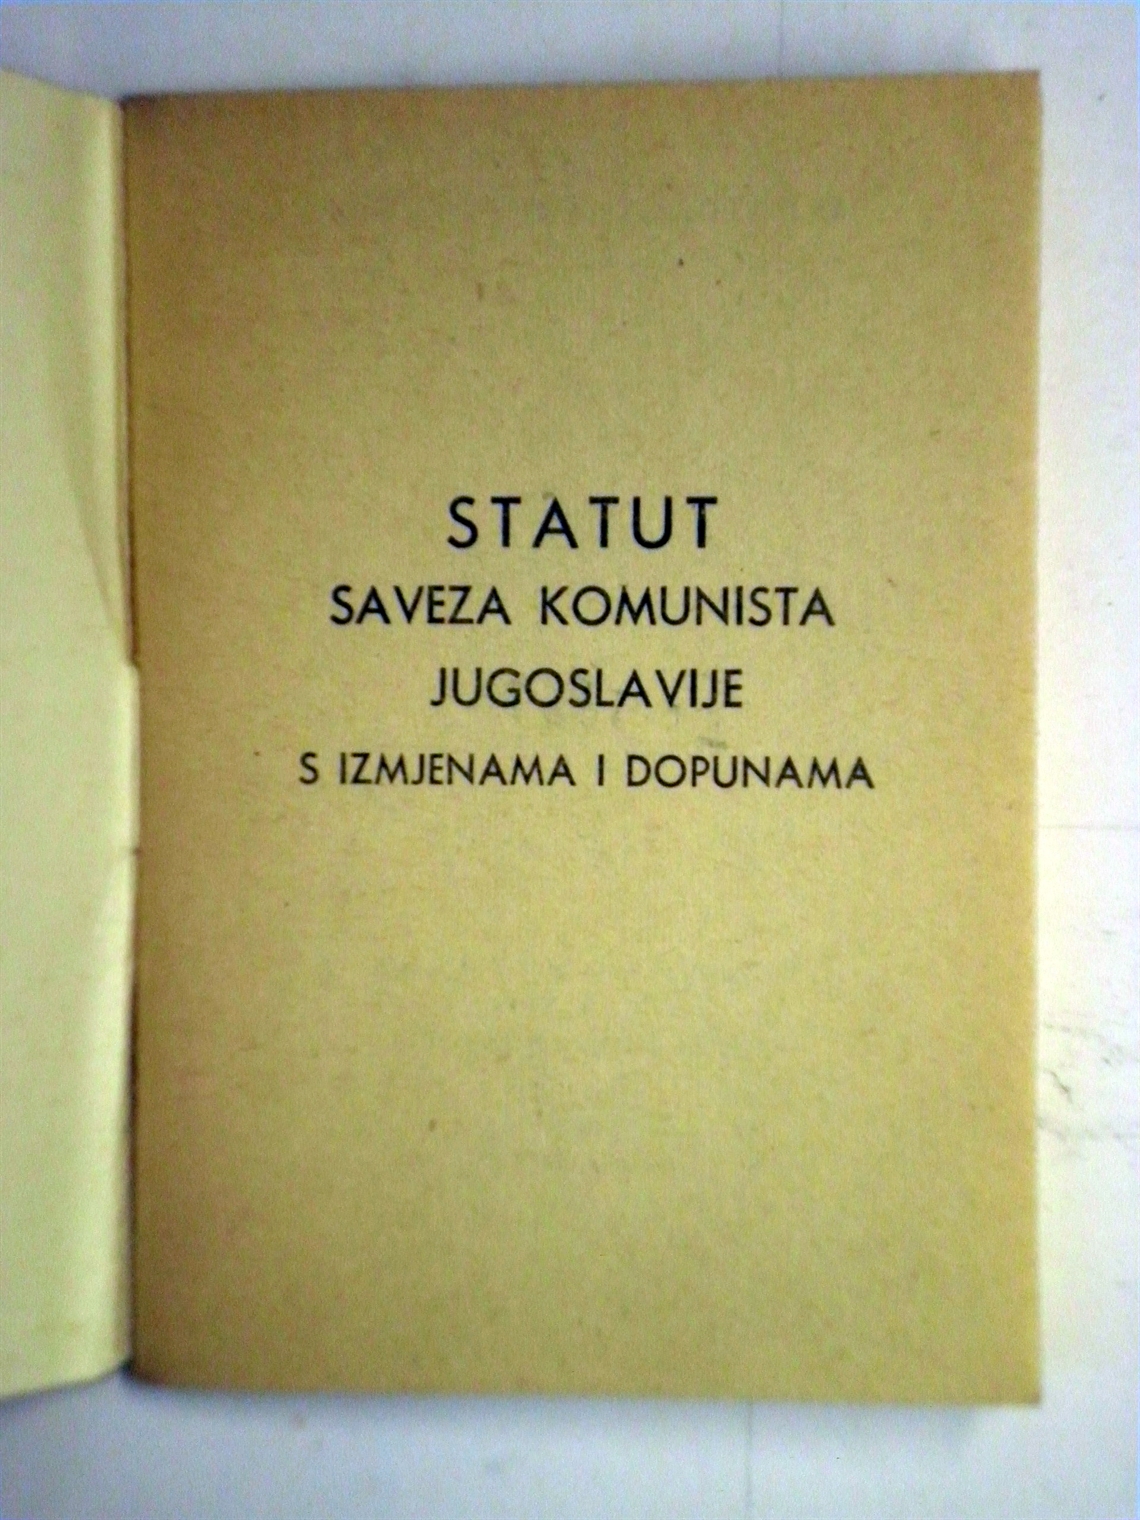 STATUT
SAVEZA KOMUNISTA
JUGOSLAVIJE
S IZMJENAMA I DOPUNAMA